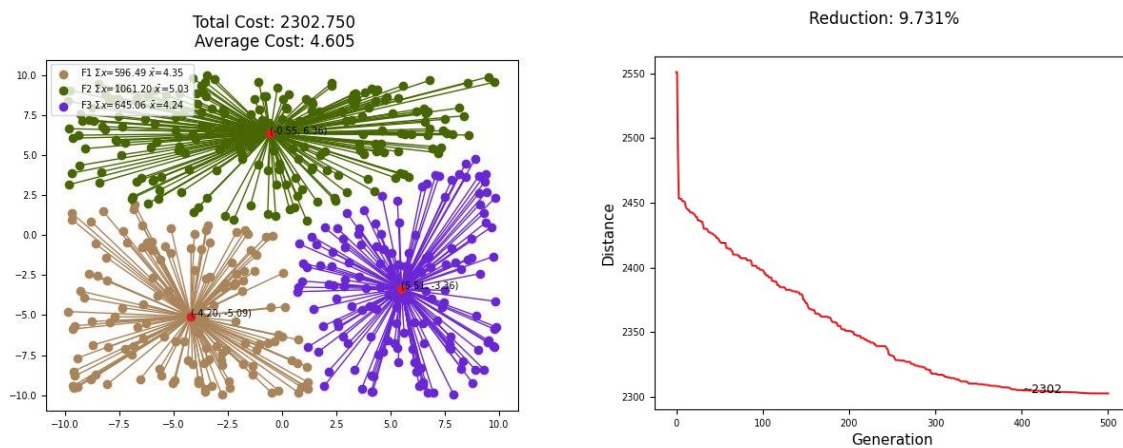 Total Cost: 2302.750
Average Cost: 4.605
F1 Σx=596.49 x̄=4.35
F2 Σx=1061.20 x̄=5.03
F3 Σx=645.06 x̄=4.24
(-0.55, 6.36)
(5.51, -3.36)
(-4.20, -5.09)
10.0
7.5
5.0
2.5
0.0
−2.5
−5.0
−7.5
−10.0
−10.0 −7.5 −5.0 −2.5 0.0 2.5 5.0 7.5 10.0
Reduction: 9.731%
Distance
2550
2500
2450
2400
2350
2300
~2302
0 100 200 300 400 500
Generation